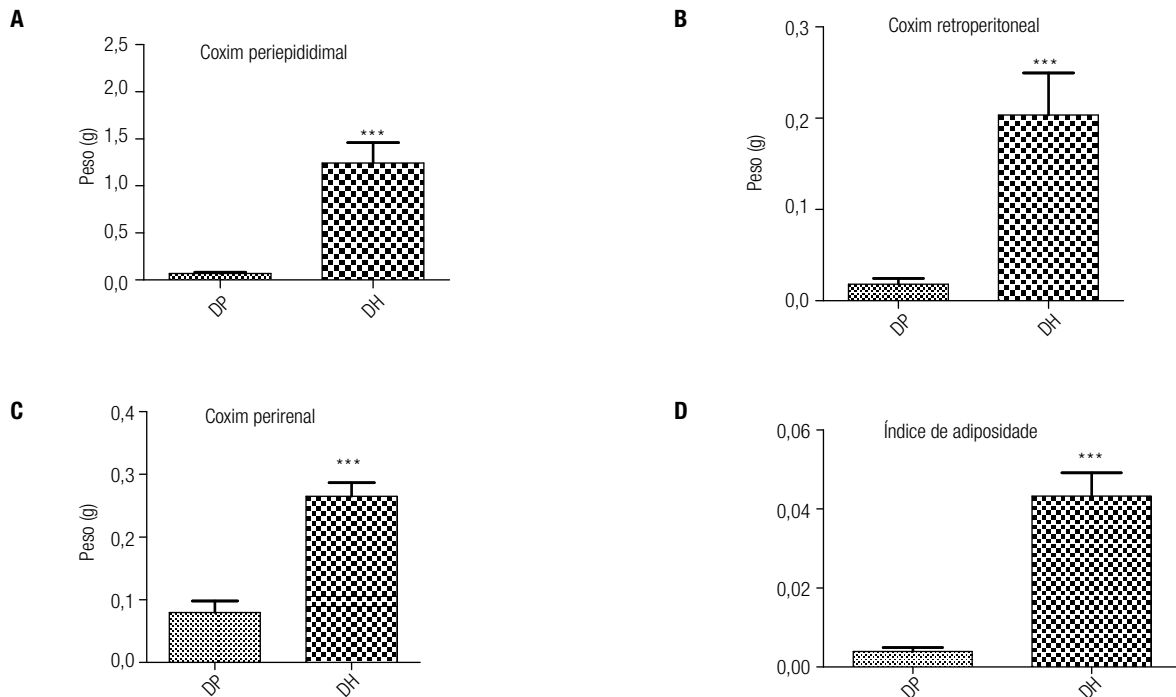 A
Coxim periepididimal
Peso (g)
2,5
2,0
1,5
1,0
0,5
0,0
***
DP
DH
B
Coxim retroperitoneal
Peso (g)
0,3
0,2
0,1
0,0
***
DP
DH
C
Coxim perirenal
Peso (g)
0,4
0,3
0,2
0,1
0,0
***
DP
DH
D
Índice de adiposidade
0,06
0,04
0,02
0,00
***
DP
DH